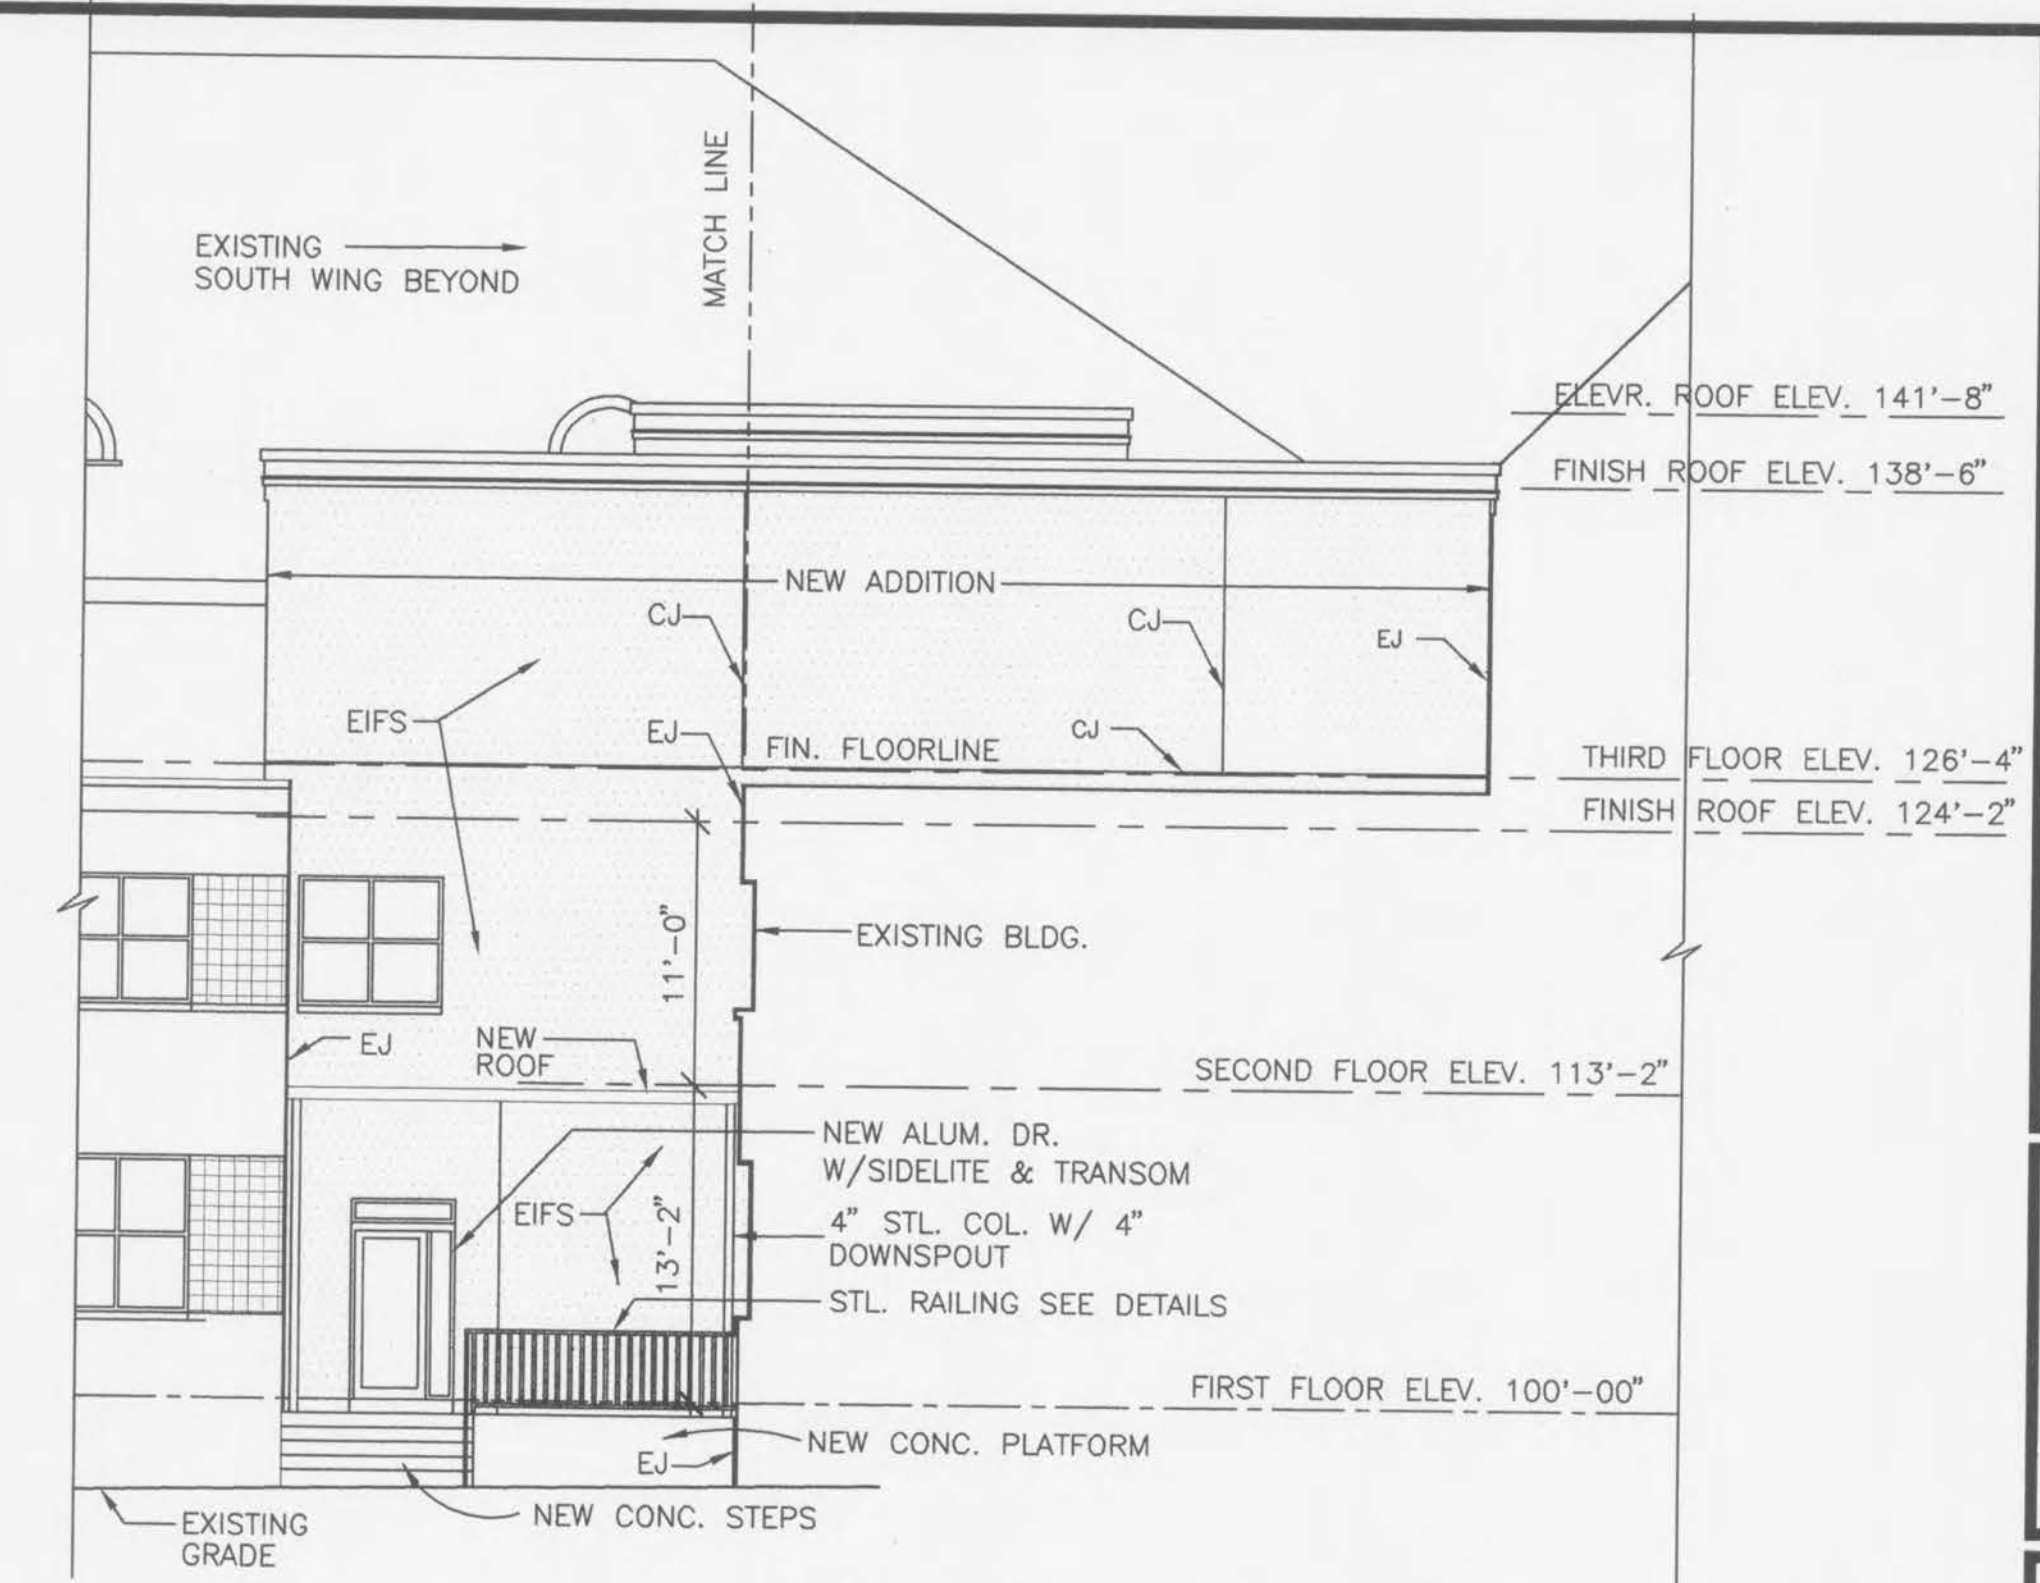 MATCH LINE
EXISTING
SOUTH WING BEYOND
ELEVR. ROOF ELEV. 141'-8"
FINISH ROOF ELEV. 138'-6"
NEW ADDITION
CJ
CJ
EJ
EIFS
EJ
FIN. FLOORLINE
CJ
THIRD FLOOR ELEV. 126'-4"
FINISH ROOF ELEV. 124'-2"
11'-0"
EXISTING BLDG.
EJ
NEW
ROOF
SECOND FLOOR ELEV. 113'-2"
NEW ALUM. DR.
W/SIDELITE & TRANSOM
EIFS
13'-2"
4" STL. COL. W/ 4"
DOWNSPOUT
STL. RAILING SEE DETAILS
FIRST FLOOR ELEV. 100'-00"
NEW CONC. PLATFORM
EJ
NEW CONC. STEPS
EXISTING
GRADE